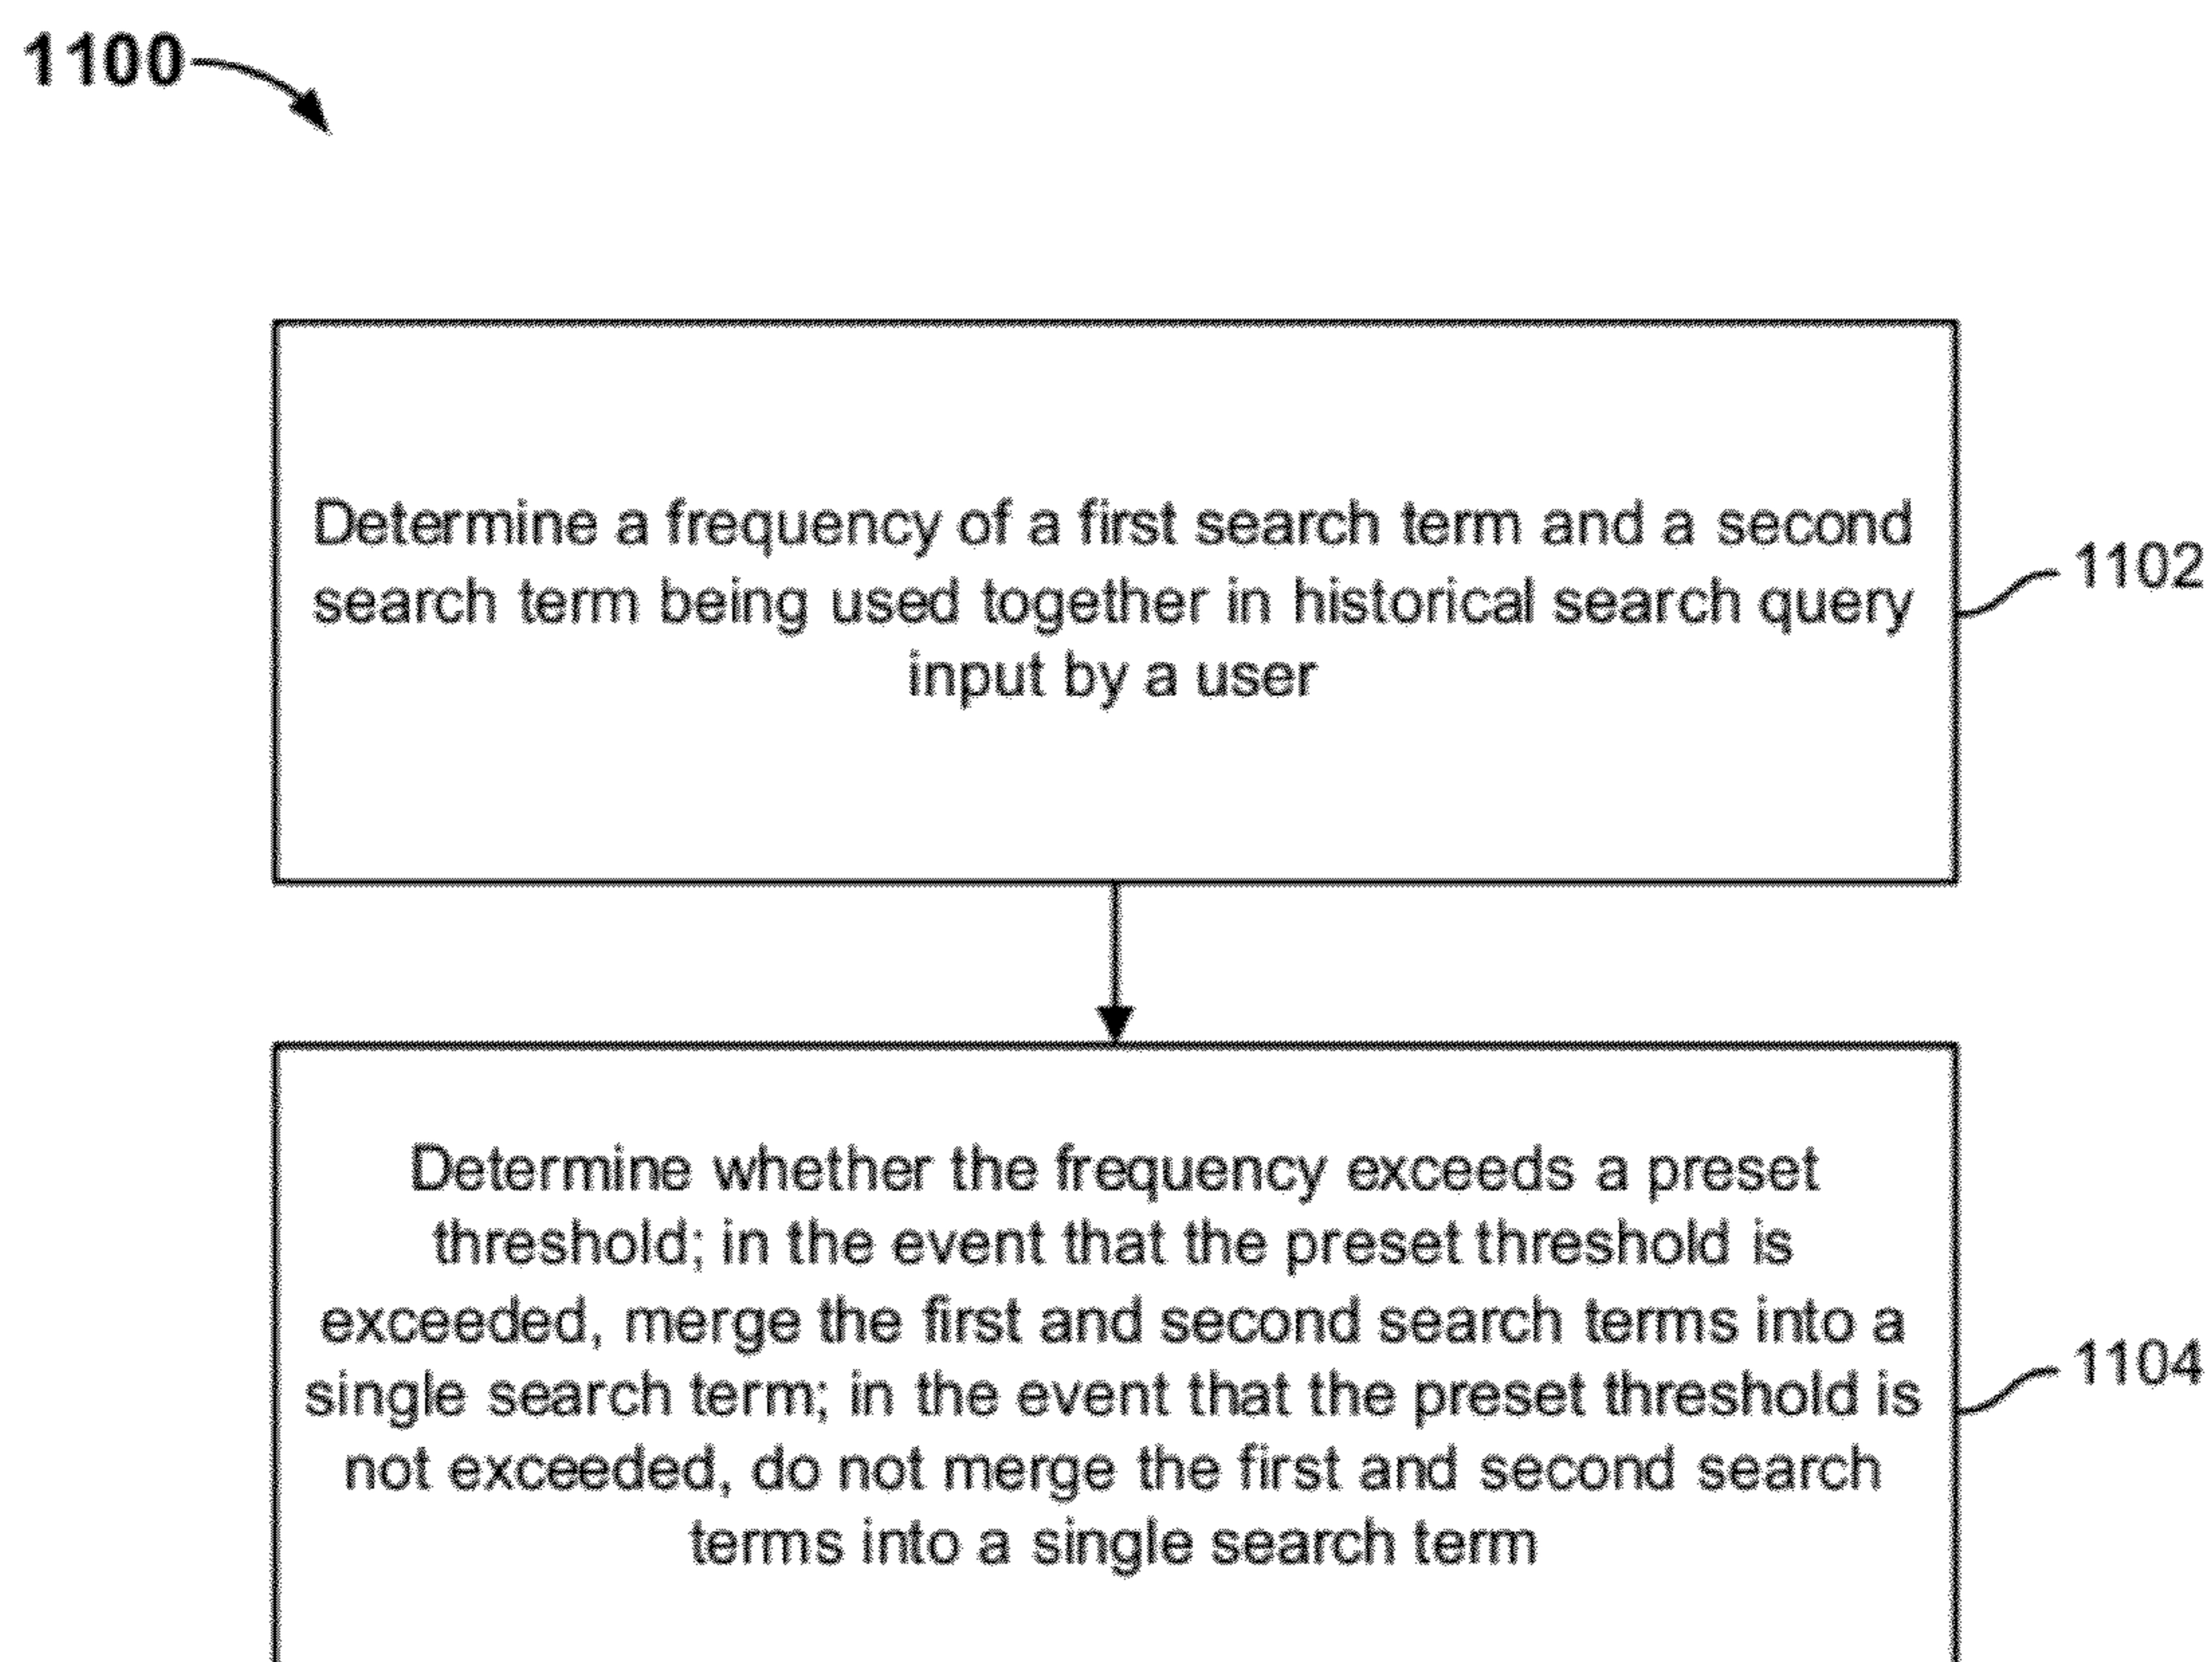 1100
Determine a frequency of a first search term and a second
search term being used together in historical search query
input by a user
1102
Determine whether the frequency exceeds a preset
threshold; in the event that the preset threshold is
exceeded, merge the first and second search terms into a
single search term; in the event that the preset threshold is
not exceeded, do not merge the first and second search
terms into a single search term
1104